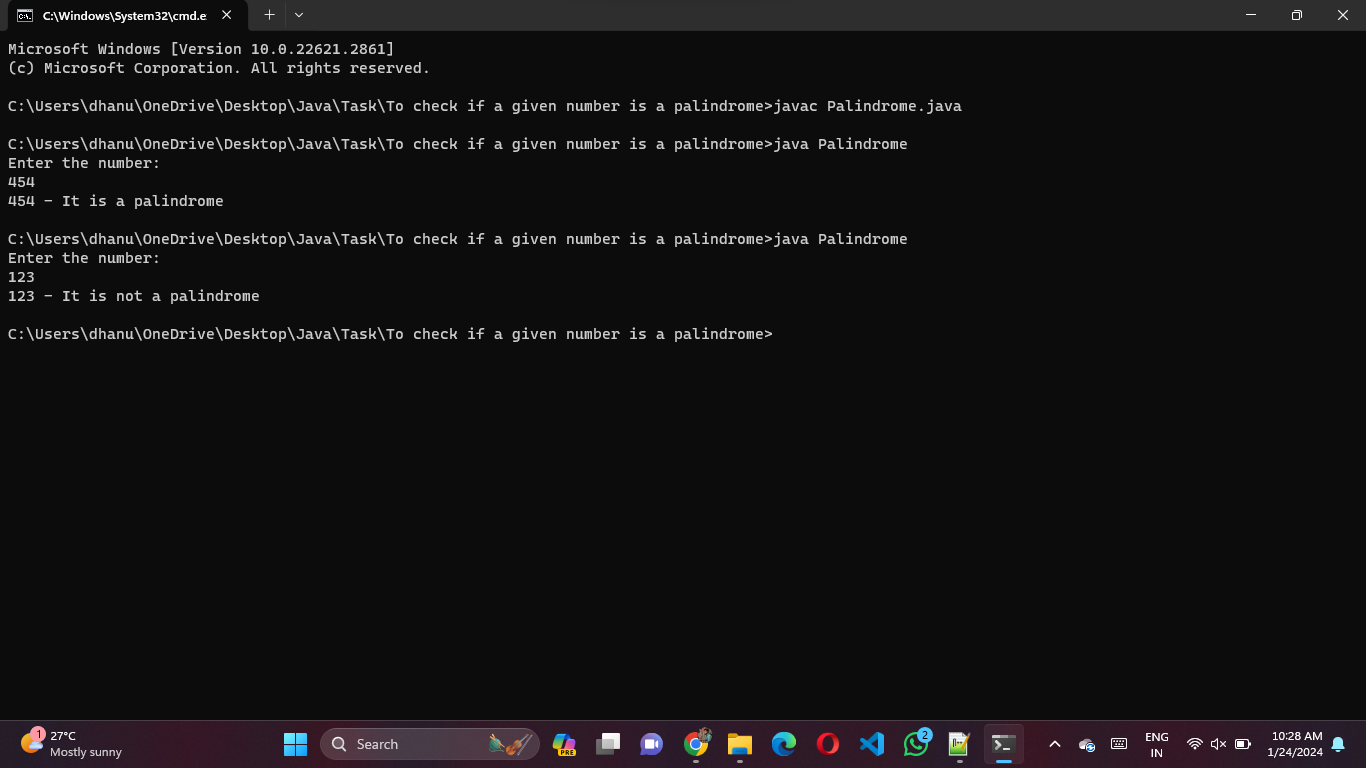 C:\Windows\System32\cmd.e
Microsoft Windows [Version 10.0.22621.2861]
(c) Microsoft Corporation. All rights reserved.
C:\Users\dhanu\OneDrive\Desktop\Java\Task\To check if a given number is a palindrome>javac Palindrome.java
C:\Users\dhanu\OneDrive\Desktop\Java\Task\To check if a given number is a palindrome>java Palindrome
Enter the number:
454
454 - It is a palindrome
C:\Users\dhanu\OneDrive\Desktop\Java\Task\To check if a given number is a palindrome>java Palindrome
Enter the number:
123
123 - It is not a palindrome
C:\Users\dhanu\OneDrive\Desktop\Java\Task\To check if a given number is a palindrome>
1
27°C
Mostly sunny
Search
PRE
2
ENG
IN
10:28 AM
1/24/2024